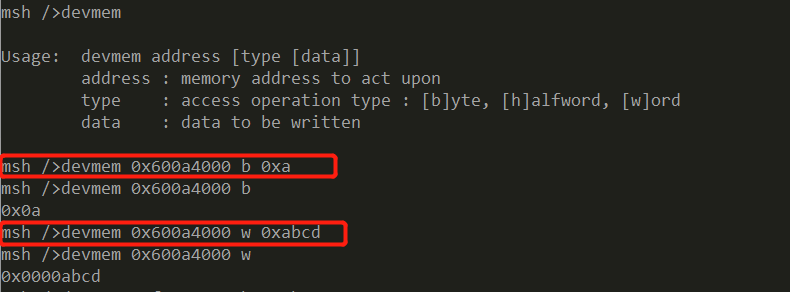 msh />devmem
Usage:  devmem address [type [data]]
        address : memory address to act upon
        type    : access operation type : [b]yte, [h]alfword, [w]ord
        data    : data to be written
msh />devmem 0x600a4000 b 0xa
msh />devmem 0x600a4000 b
0x0a
msh />devmem 0x600a4000 w 0xabcd
msh />devmem 0x600a4000 w
0x0000abcd